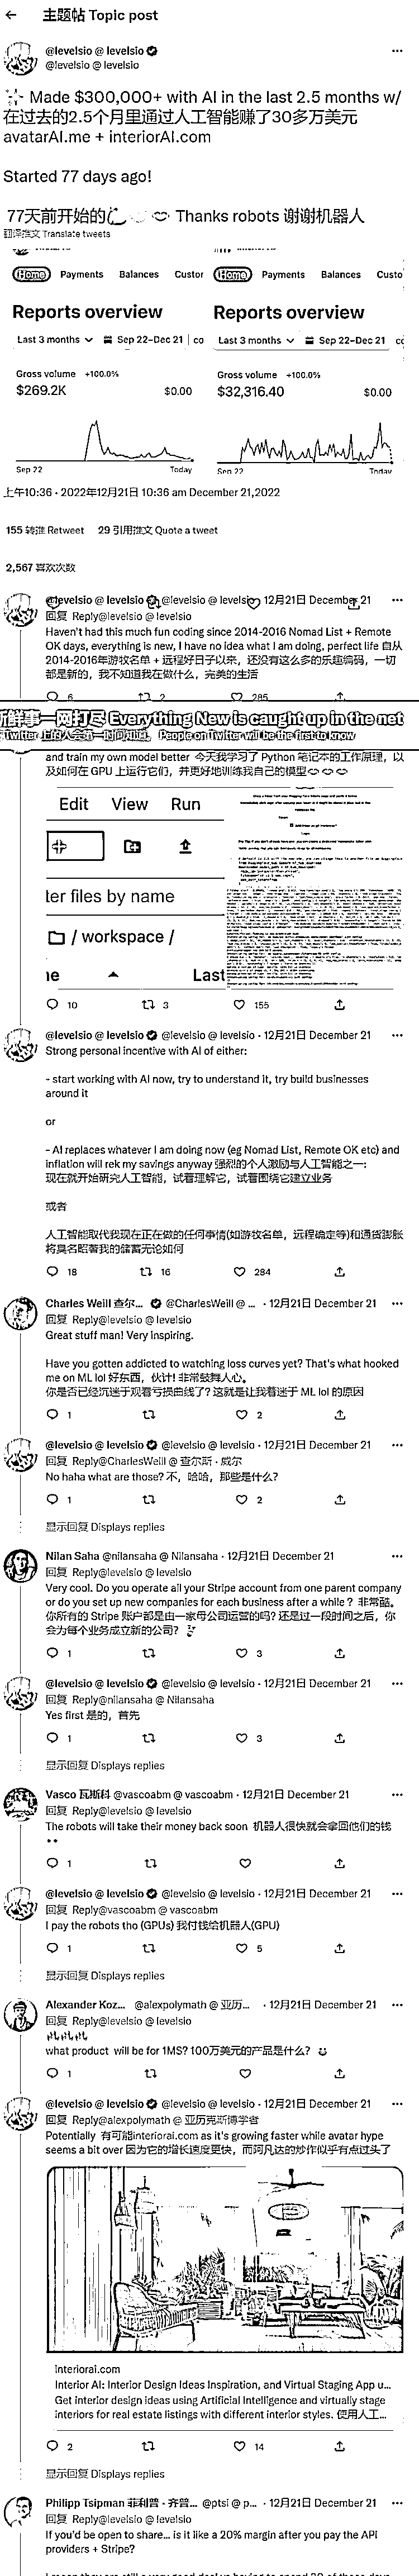 主题帖 Topic post
@levelsio @ levelsio
@levelsio @ levelsio
Made $300,000+ with AI in the last 2.5 months w/
在过去的2.5个月里通过人工智能赚了30多万美元
avatarAI.me + interiorAI.com
Started 77 days ago!
77天前开始的 Thanks robots 谢谢机器人
翻译推文 Translate tweets
Home Payments Balances Custor
Home Payments Balances Custo
Reports overview
Reports overview
Last 3 months Sep 22–Dec 21 co
Last 3 months Sep 22–Dec 21 c
Gross volume +100.0%
$269.2K $0.00
Gross volume +100.0%
$32,316.40 $0.00
Sep 22 Today
Sep 22 Today
上午10:36 · 2022年12月21日 10:36 am December 21,2022
155 转推 Retweet 29 引用推文 Quote a tweet
2,567 喜欢次数
@levelsio @ levelsio @levelsio @ levelsio · 12月21日 December 21
回复 Reply@levelsio @ levelsio
Haven't had this much fun coding since 2014-2016 Nomad List + Remote
OK days, everything is new, I have no idea what I am doing, perfect life 自从
2014-2016年游牧名单 + 远程好日子以来，还没有这么多的乐趣编码，一切
都是新的，我不知道我在做什么，完美的生活
6 2 285
新鲜事一网打尽 Everything New is caught up in the net
Twitter 上的人会第一时间知道。 People on Twitter will be the first to know
and train my own model better 今天我学习了 Python 笔记本的工作原理，以
及如何在 GPU 上运行它们，并更好地训练我自己的模型
Edit View Run
ter files by name
/ workspace /
ne Last
10 3 155
@levelsio @ levelsio @levelsio @ levelsio · 12月21日 December 21
Strong personal incentive with AI of either:
- start working with AI now, try to understand it, try build businesses
around it
or
- AI replaces whatever I am doing now (eg Nomad List, Remote OK etc) and
inflation will rek my savings anyway 强烈的个人激励与人工智能之一:
现在就开始研究人工智能，试着理解它，试着围绕它建立业务
或者
人工智能取代我现在正在做的任何事情(如游牧名单，远程确定等)和通货膨胀
将臭名昭著我的储蓄无论如何
18 16 284
Charles Weill 查尔... @CharlesWeill @ ... · 12月21日 December 21
回复 Reply@levelsio @ levelsio
Great stuff man! Very inspiring.
Have you gotten addicted to watching loss curves yet? That's what hooked
me on ML lol 好东西，伙计! 非常鼓舞人心。
你是否已经沉迷于观看亏损曲线了? 这就是让我着迷于 ML lol 的原因
1 2
@levelsio @ levelsio @levelsio @ levelsio · 12月21日 December 21
回复 Reply@CharlesWeill @ 查尔斯 · 威尔
No haha what are those? 不，哈哈，那些是什么?
1 2
显示回复 Displays replies
Nilan Saha @nilansaha @ Nilansaha · 12月21日 December 21
回复 Reply@levelsio @ levelsio
Very cool. Do you operate all your Stripe account from one parent company
or do you set up new companies for each business after a while ? 非常酷。
你所有的 Stripe 账户都是由一家母公司运营的吗? 还是过一段时间之后，你
会为每个业务成立新的公司?
1 3
@levelsio @ levelsio @levelsio @ levelsio · 12月21日 December 21
回复 Reply@nilansaha @ Nilansaha
Yes first 是的，首先
1 3
显示回复 Displays replies
Vasco 瓦斯科 @vascoabm @ vascoabm · 12月21日 December 21
回复 Reply@levelsio @ levelsio
The robots will take their money back soon 机器人很快就会拿回他们的钱
1
@levelsio @ levelsio @levelsio @ levelsio · 12月21日 December 21
回复 Reply@vascoabm @ vascoabm
I pay the robots tho (GPUs) 我付钱给机器人(GPU)
1 5
显示回复 Displays replies
Alexander Koz... @alexpolymath @ 亚历... · 12月21日 December 21
回复 Reply@levelsio @ levelsio
what product will be for 1M$? 100万美元的产品是什么?
1
@levelsio @ levelsio @levelsio @ levelsio · 12月21日 December 21
回复 Reply@alexpolymath @ 亚历克斯博学者
Potentially 有可能interiorai.com as it's growing faster while avatar hype
seems a bit over 因为它的增长速度更快，而阿凡达的炒作似乎有点过头了
interiorai.com
Interior AI: Interior Design Ideas Inspiration, and Virtual Staging App u...
Get interior design ideas using Artificial Intelligence and virtually stage
interiors for real estate listings with different interior styles. 使用人工...
2 14
显示回复 Displays replies
Philipp Tsipman 菲利普 · 齐普... @ptsi @ p... · 12月21日 December 21
回复 Reply@levelsio @ levelsio
If you'd be open to share... is it like a 20% margin after you pay the API
providers + Stripe?